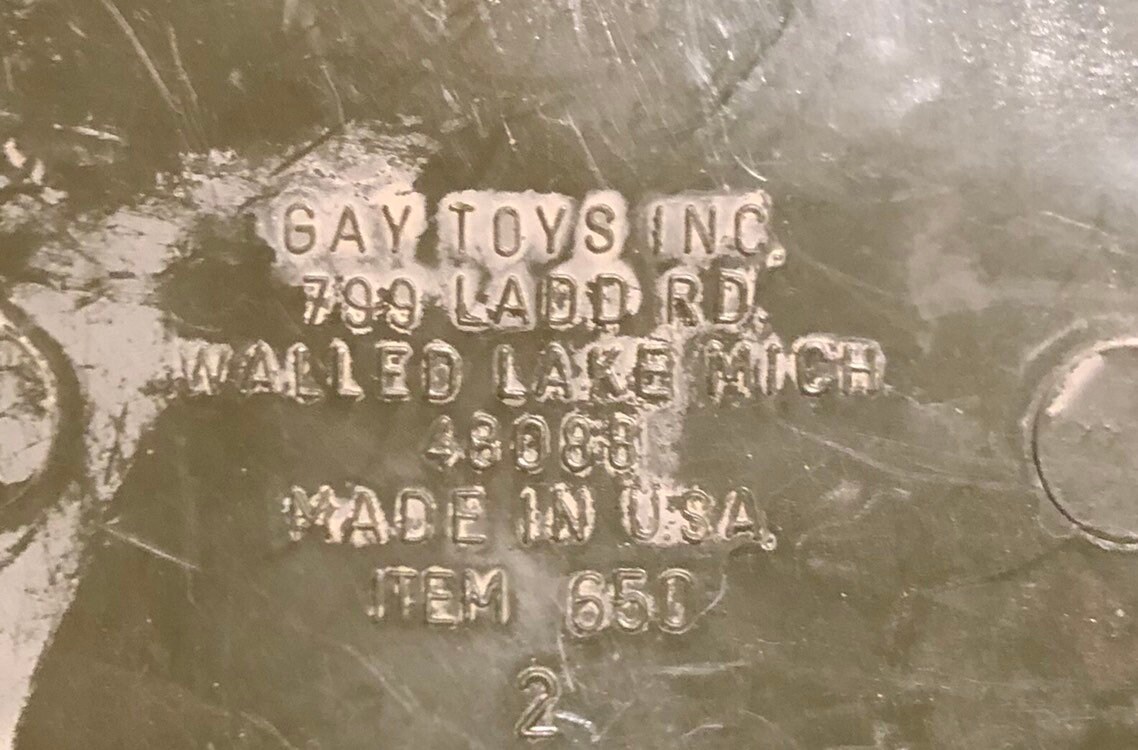 GAY TOYS INC.
799 LADD RD.
WALLED LAKE MICH
48088
MADE IN U.S.A.
ITEM 650
2